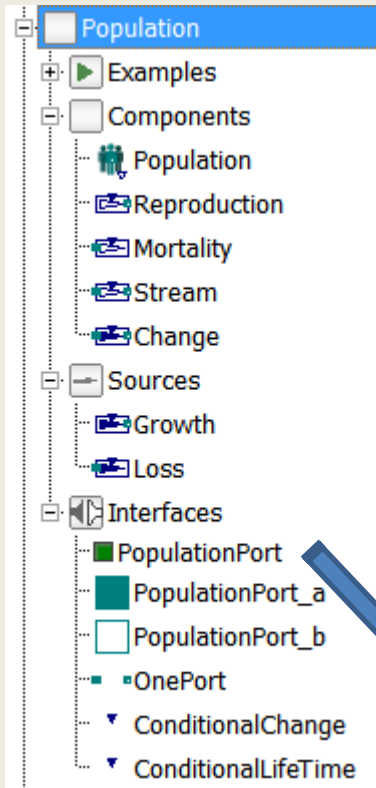 Population
Examples
Components
Population
Reproduction
Mortality
Stream
Change
Sources
Growth
Loss
Interfaces
PopulationPort
PopulationPort_a
PopulationPort_b
OnePort
ConditionalChange
ConditionalLifeTime